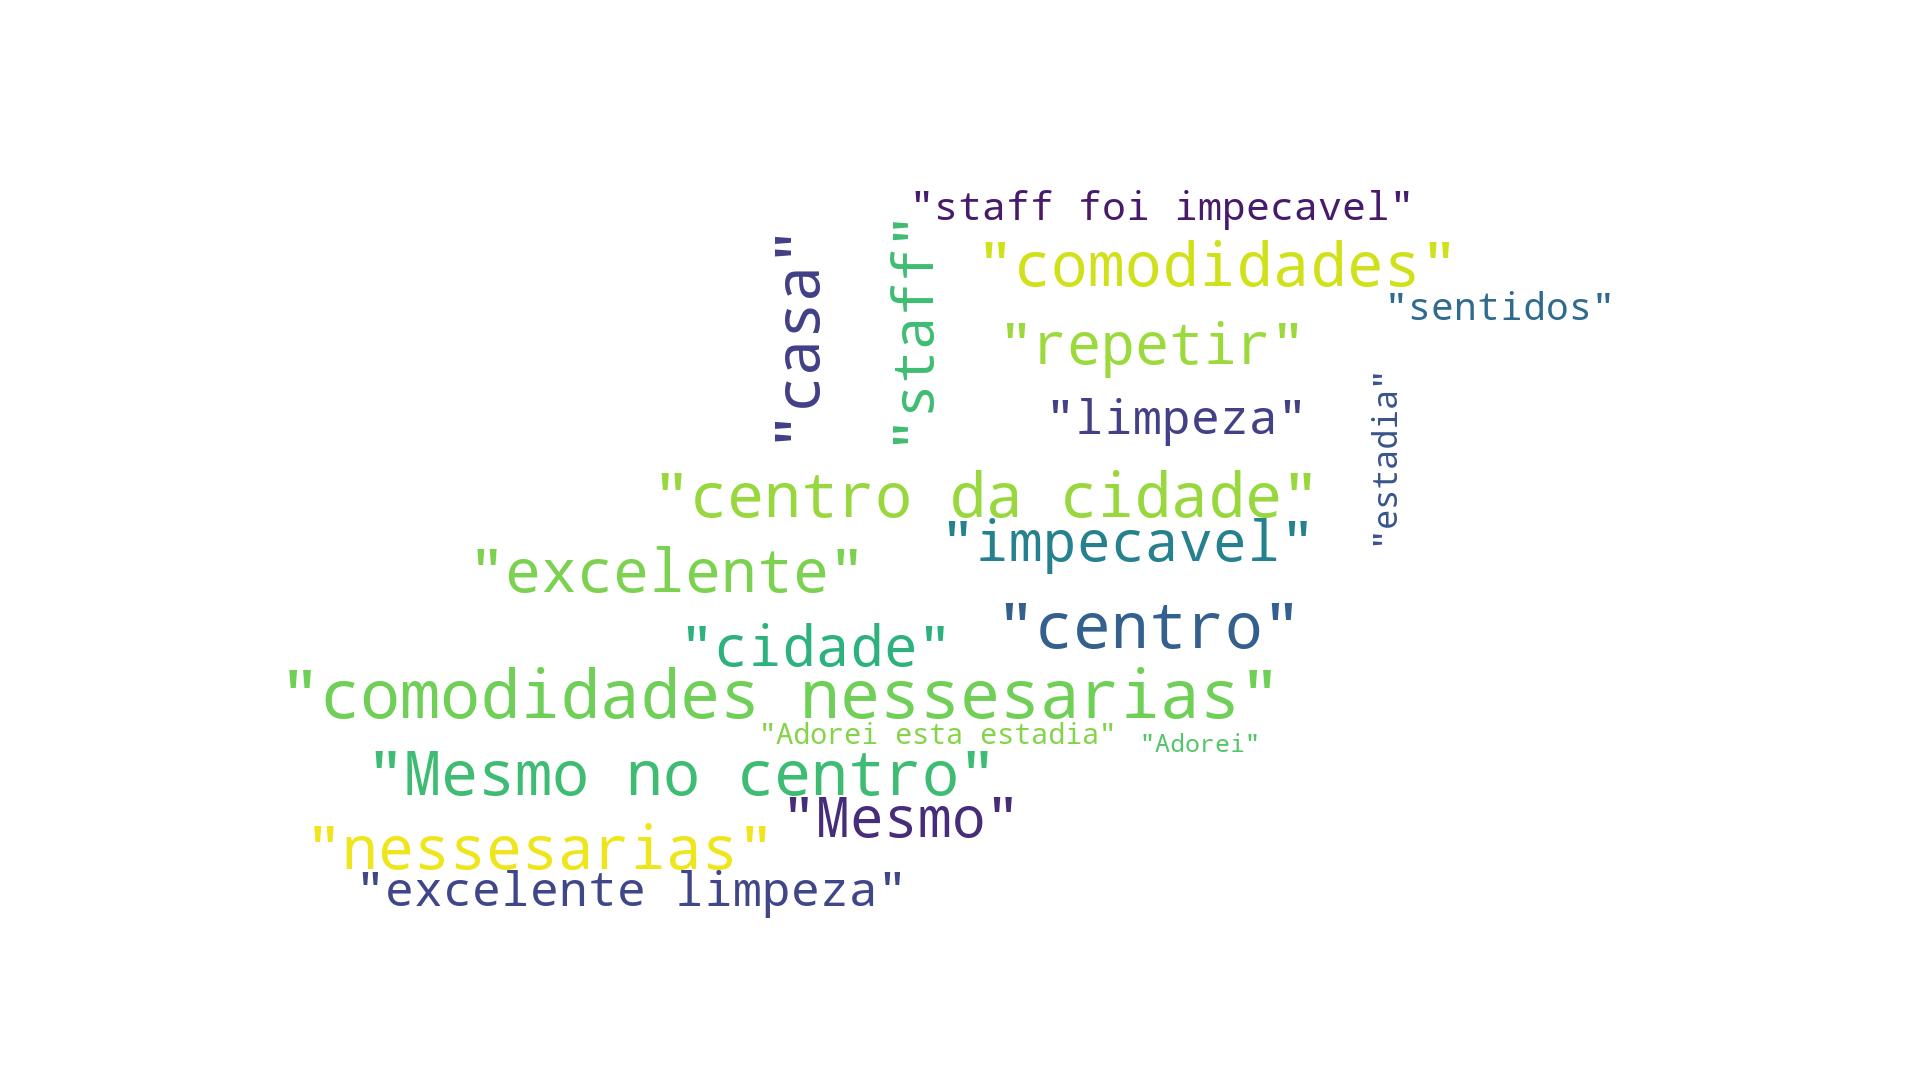 "staff foi impecavel"
"casa"
"staff"
"comodidades"
"sentidos"
"repetir"
"limpeza"
"estadia"
"centro da cidade"
"impecavel"
"excelente"
"centro"
"cidade"
"comodidades nessesarias"
"Adorei esta estadia"
"Adorei"
"Mesmo no centro"
"Mesmo"
"nessesarias"
"excelente limpeza"